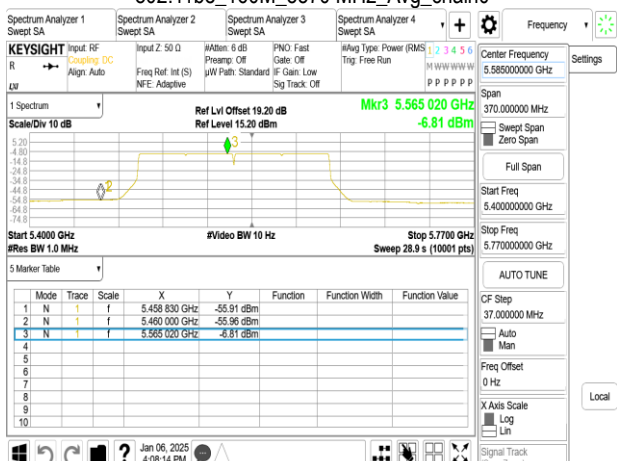 Spectrum Analyzer 1
Swept SA
Spectrum Analyzer 2
Swept SA
Spectrum Analyzer 3
Swept SA
Spectrum Analyzer 4
Swept SA
+
Frequency
KEYSIGHT
R
Input: RF
Coupling: DC
Align: Auto
Input Z: 50 Ω
Freq Ref: Int (S)
NFE: Adaptive
#Atten: 6 dB
Preamp: Off
µW Path: Standard
PNO: Fast
Gate: Off
IF Gain: Low
Sig Track: Off
#Avg Type: Power (RMS
Trig: Free Run
1 2 3 4 5 6
M W W W W W
P P P P P P
1 Spectrum
Scale/Div 10 dB
Ref Lvl Offset 19.20 dB
Ref Level 15.20 dBm
Mkr3 5.565 020 GHz
-6.81 dBm
5.20
-4.80
-14.8
-24.8
-34.8
-44.8
-54.8
-64.8
-74.8
2
3
Start 5.4000 GHz
#Res BW 1.0 MHz
#Video BW 10 Hz
Stop 5.7700 GHz
Sweep 28.9 s (10001 pts)
5 Marker Table
Mode Trace Scale X Y Function Function Width Function Value
1 N 1 f 5.458 830 GHz -55.91 dBm
2 N 1 f 5.460 000 GHz -55.96 dBm
3 N 1 f 5.565 020 GHz -6.81 dBm
4
5
6
7
8
9
10
Jan 06, 2025
4:08:14 PM
?
Center Frequency
5.585000000 GHz
Settings
Span
370.000000 MHz
Swept Span
Zero Span
Full Span
Start Freq
5.400000000 GHz
Stop Freq
5.770000000 GHz
AUTO TUNE
CF Step
37.000000 MHz
Auto
Man
Freq Offset
0 Hz
X Axis Scale
Log
Lin
Local
Signal Track